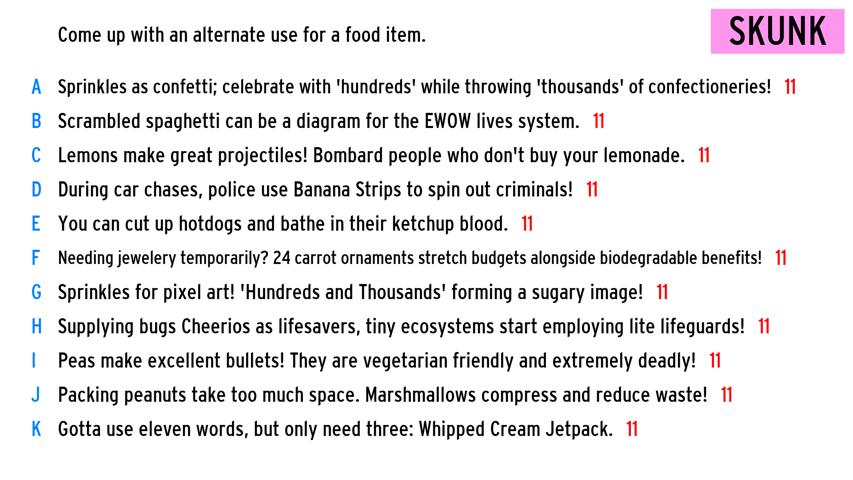 Come up with an alternate use for a food item.
SKUNK
A Sprinkles as confetti; celebrate with 'hundreds' while throwing 'thousands' of confectioneries! 11
B Scrambled spaghetti can be a diagram for the EWOW lives system. 11
C Lemons make great projectiles! Bombard people who don't buy your lemonade. 11
D During car chases, police use Banana Strips to spin out criminals! 11
E You can cut up hotdogs and bathe in their ketchup blood. 11
F Needing jewelery temporarily? 24 carrot ornaments stretch budgets alongside biodegradable benefits! 11
G Sprinkles for pixel art! 'Hundreds and Thousands' forming a sugary image! 11
H Supplying bugs Cheerios as lifesavers, tiny ecosystems start employing lite lifeguards! 11
I Peas make excellent bullets! They are vegetarian friendly and extremely deadly! 11
J Packing peanuts take too much space. Marshmallows compress and reduce waste! 11
K Gotta use eleven words, but only need three: Whipped Cream Jetpack. 11